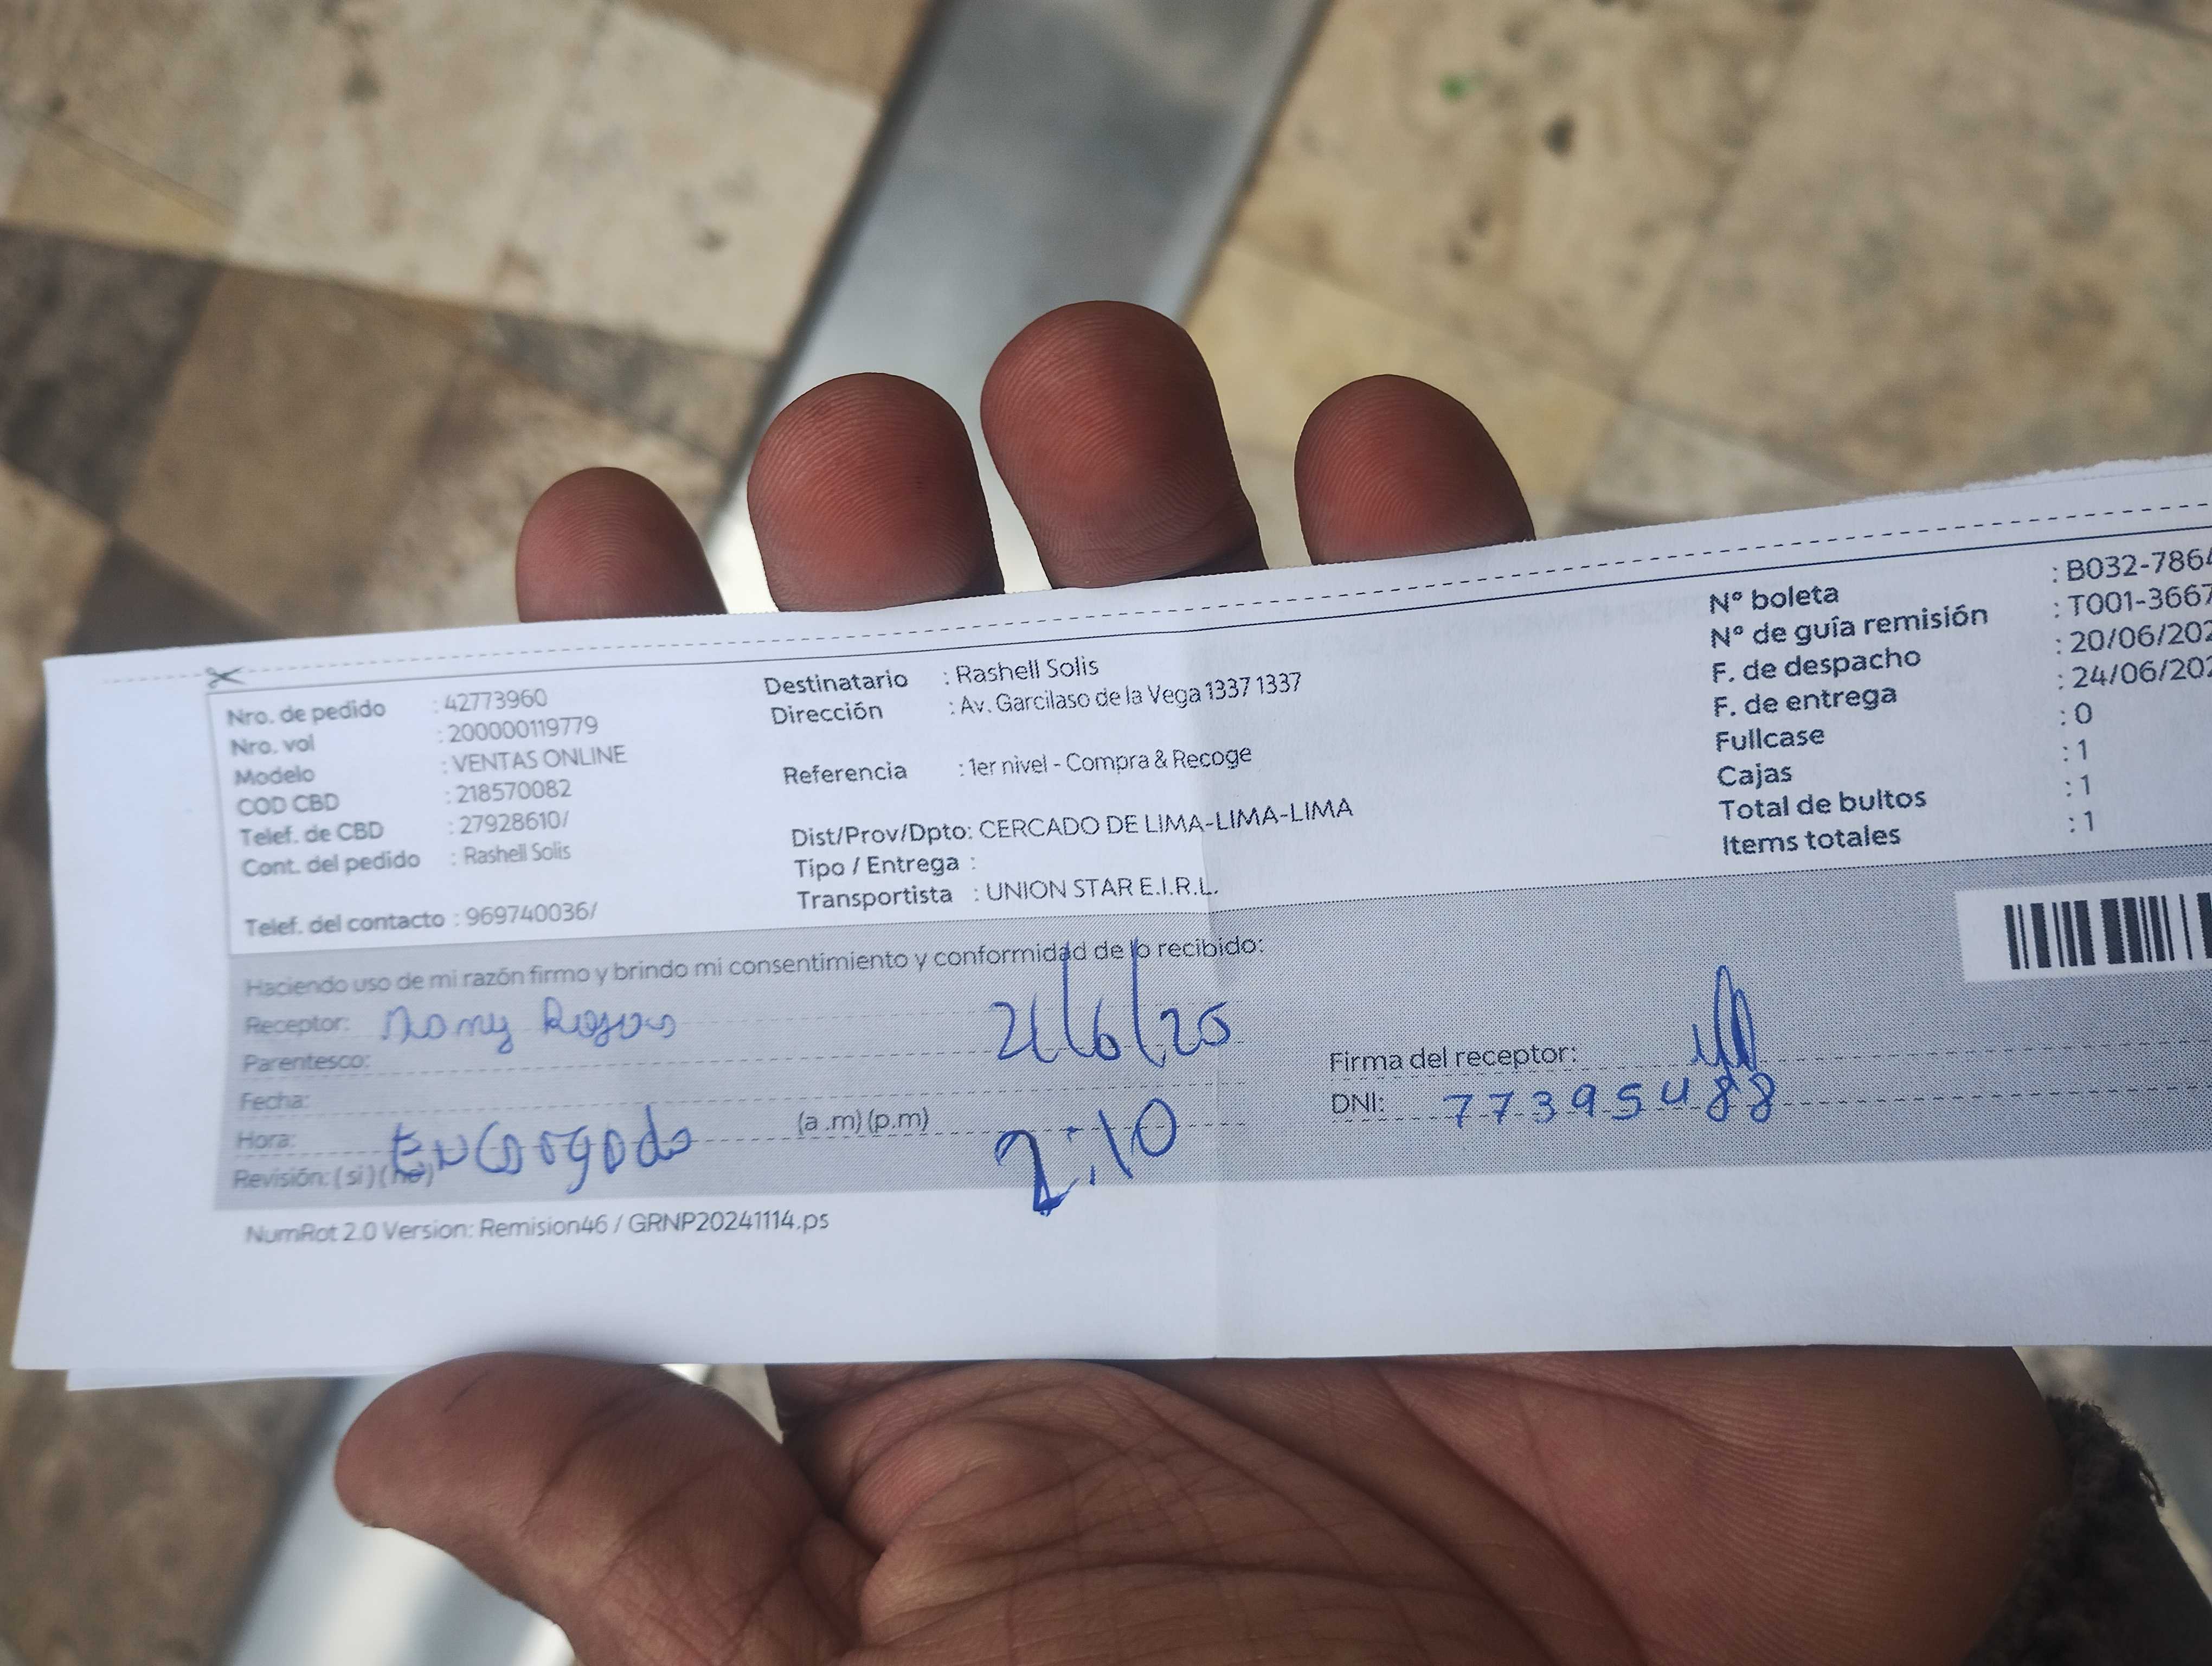 Nro. de pedido : 42773960
Nro. vol : 200000119779
Modelo : VENTAS ONLINE
COD CBD : 218570082
Telef. de CBD : 27928610/
Cont. del pedido : Rashell Solis
Telef. del contacto : 969740036/
Destinatario : Rashell Solis
Dirección : Av. Garcilaso de la Vega 1337 1337
Referencia : 1er nivel - Compra & Recoge
Dist/Prov/Dpto: CERCADO DE LIMA-LIMA-LIMA
Tipo / Entrega :
Transportista : UNION STAR E.I.R.L.
N° boleta : B032-786
N° de guía remisión : T001-3667
F. de despacho : 20/06/202
F. de entrega : 24/06/202
Fullcase : 0
Cajas : 1
Total de bultos : 1
Items totales : 1
Haciendo uso de mi razón firmo y brindo mi consentimiento y conformidad de lo recibido:
Receptor: Rojas 21/6/25
Parentesco:
Fecha:
Hora: (a .m) (p.m) 2:10
Encargado
Revisión: ( si ) ( no )
Firma del receptor:
DNI: 77395488
NumRot 2.0 Version: Remision46 / GRNP20241114.ps